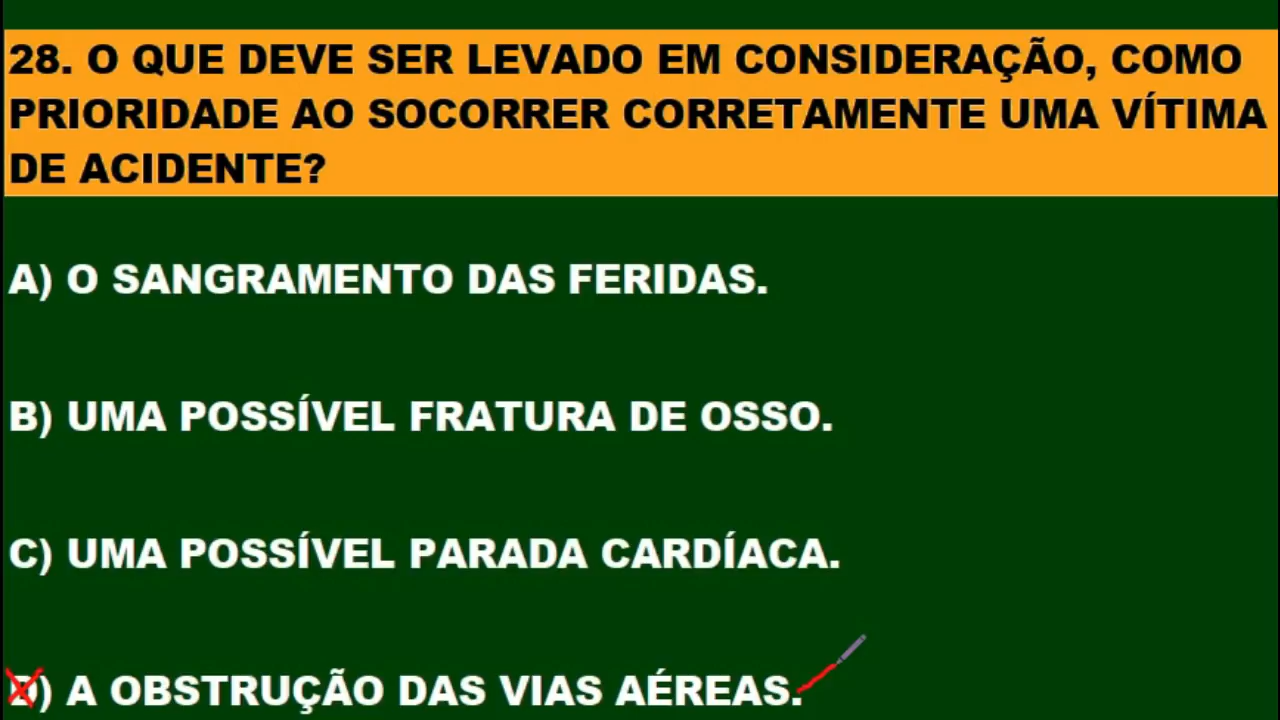 28. O QUE DEVE SER LEVADO EM CONSIDERAÇÃO, COMO
PRIORIDADE AO SOCORRER CORRETAMENTE UMA VÍTIMA
DE ACIDENTE?
A) O SANGRAMENTO DAS FERIDAS.
B) UMA POSSÍVEL FRATURA DE OSSO.
C) UMA POSSÍVEL PARADA CARDÍACA.
D) A OBSTRUÇÃO DAS VIAS AÉREAS.